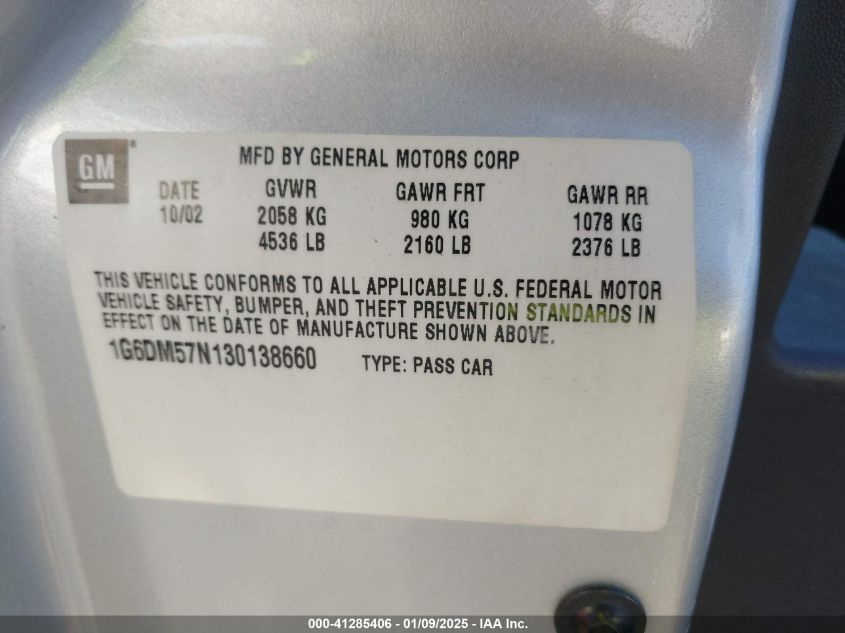 GM
MFD BY GENERAL MOTORS CORP
DATE GVWR GAWR FRT GAWR RR
10/02 2058 KG 980 KG 1078 KG
4536 LB 2160 LB 2376 LB
THIS VEHICLE CONFORMS TO ALL APPLICABLE U.S. FEDERAL MOTOR
VEHICLE SAFETY, BUMPER, AND THEFT PREVENTION STANDARDS IN
EFFECT ON THE DATE OF MANUFACTURE SHOWN ABOVE.
1G6DM57N130138660 TYPE: PASS CAR
000-41285406 - 01/09/2025 - IAA Inc.